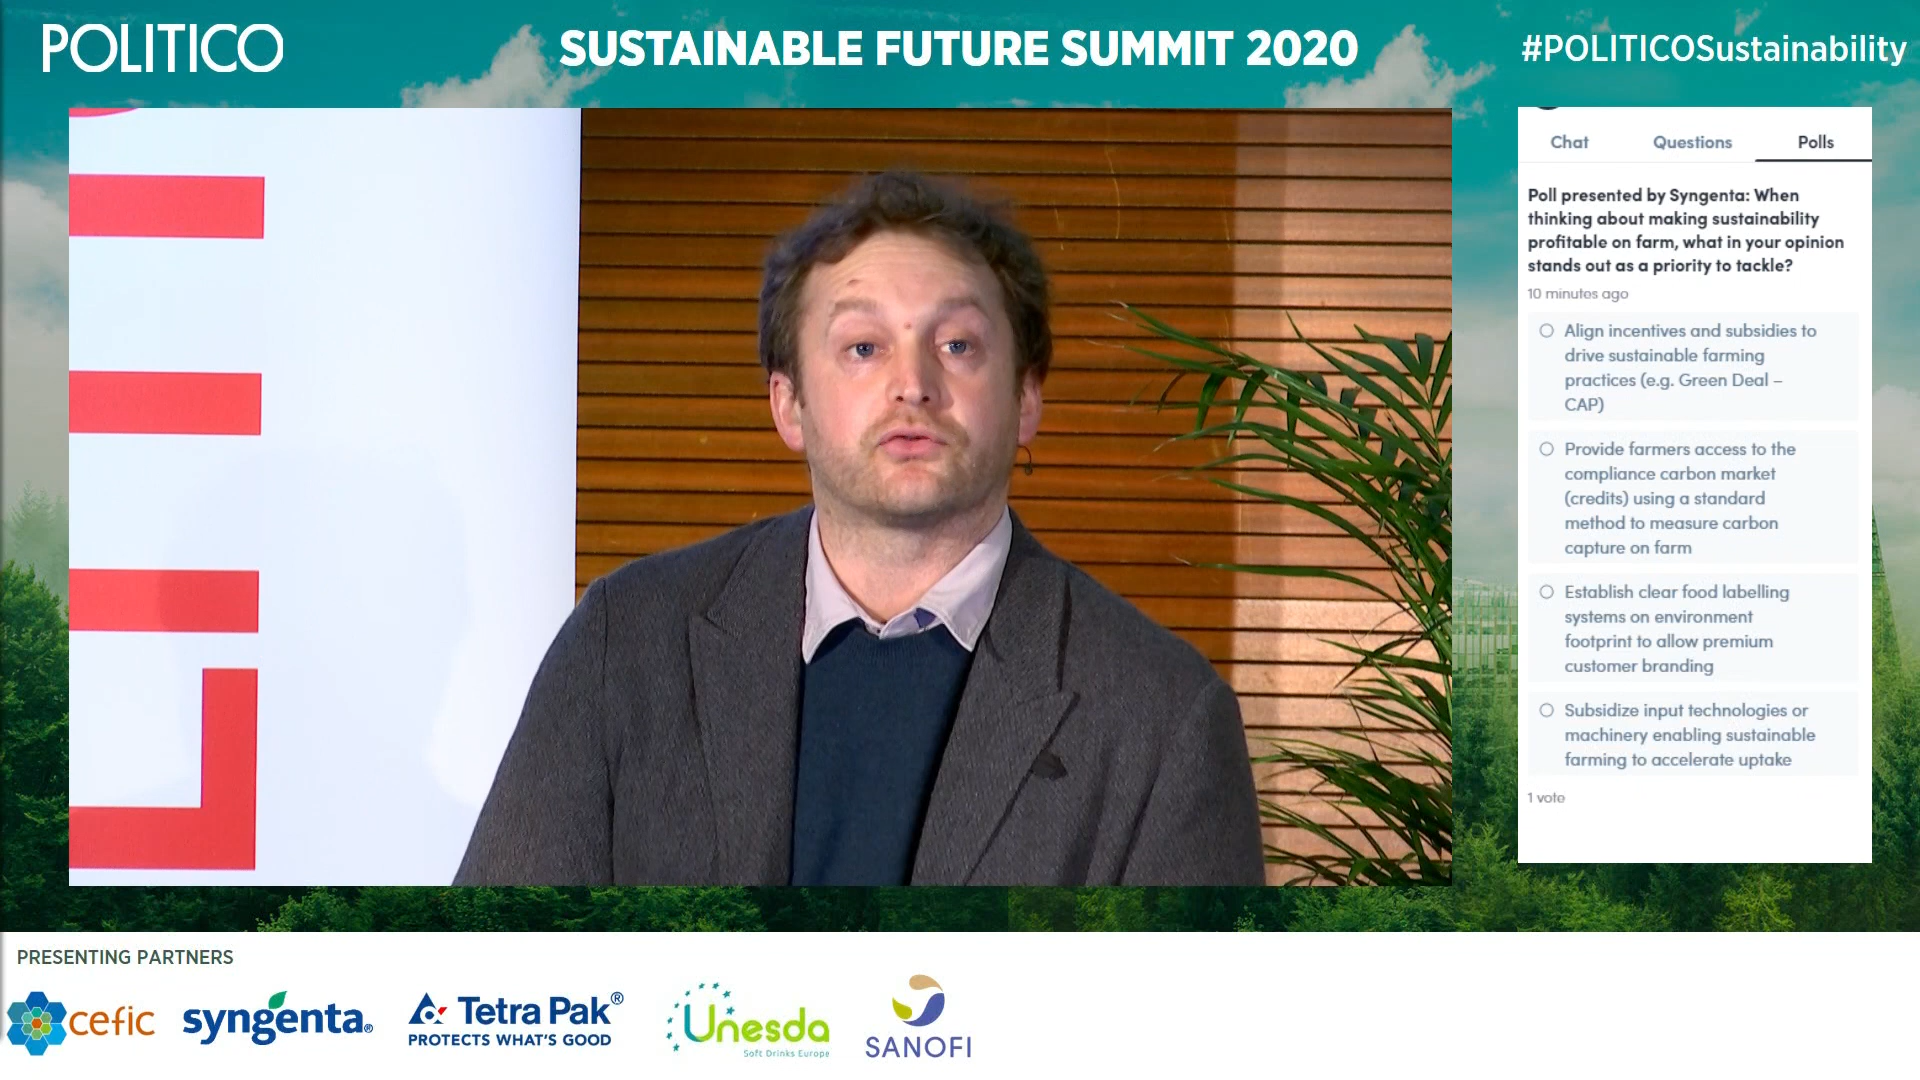 POLITICO
SUSTAINABLE FUTURE SUMMIT 2020
#POLITICOSustainability
Chat
Questions
Polls
Poll presented by Syngenta: When
thinking about making sustainability
profitable on farm, what in your opinion
stands out as a priority to tackle?
10 minutes ago
Align incentives and subsidies to
drive sustainable farming
practices (e.g. Green Deal –
CAP)
Provide farmers access to the
compliance carbon market
(credits) using a standard
method to measure carbon
capture on farm
Establish clear food labelling
systems on environment
footprint to allow premium
customer branding
Subsidize input technologies or
machinery enabling sustainable
farming to accelerate uptake
1 vote
PRESENTING PARTNERS
cefic
syngenta®
Tetra Pak®
PROTECTS WHAT'S GOOD
Unesda
Soft Drinks Europe
SANOFI